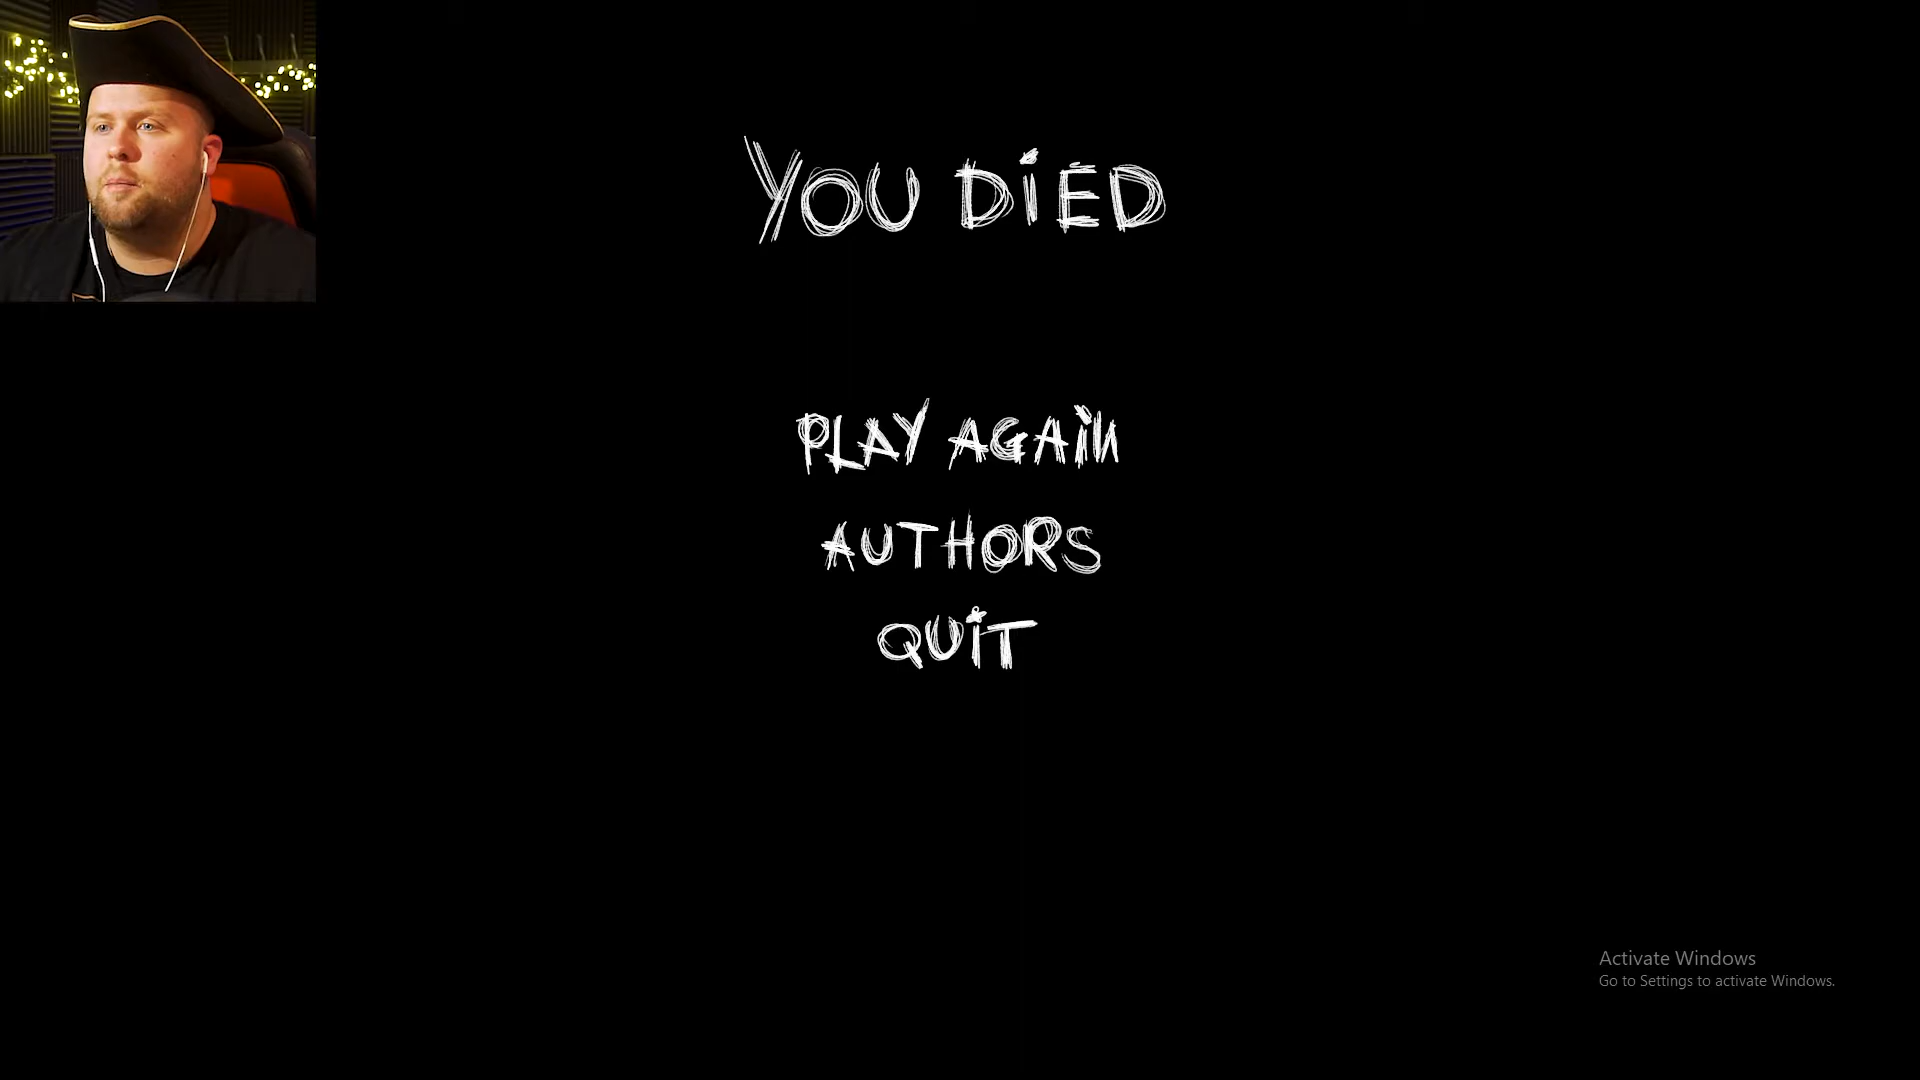 YOU DiED
PLAY AGAiN
AUTHORS
QUiT
Activate Windows
Go to Settings to activate Windows.